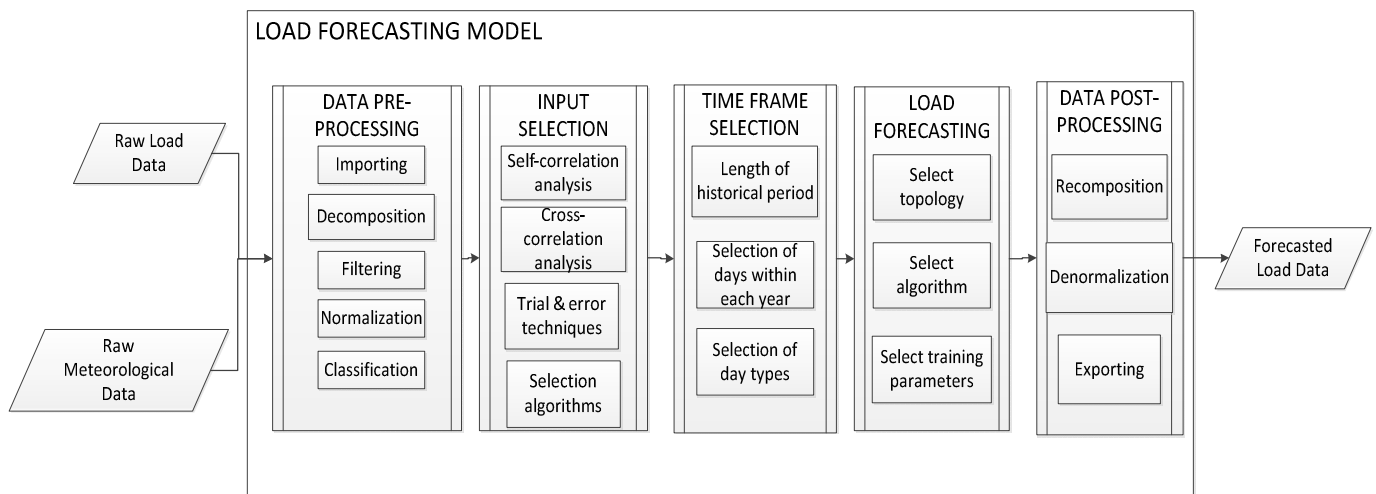 LOAD FORECASTING MODEL
Raw Load
Data
Raw
Meteorological
Data
DATA PRE-
PROCESSING
Importing
Decomposition
Filtering
Normalization
Classification
INPUT
SELECTION
Self-correlation
analysis
Cross-
correlation
analysis
Trial & error
techniques
Selection
algorithms
TIME FRAME
SELECTION
Length of
historical period
Selection of
days within
each year
Selection of
day types
LOAD
FORECASTING
Select
topology
Select
algorithm
Select training
parameters
DATA POST-
PROCESSING
Recomposition
Denormalization
Exporting
Forecasted
Load Data